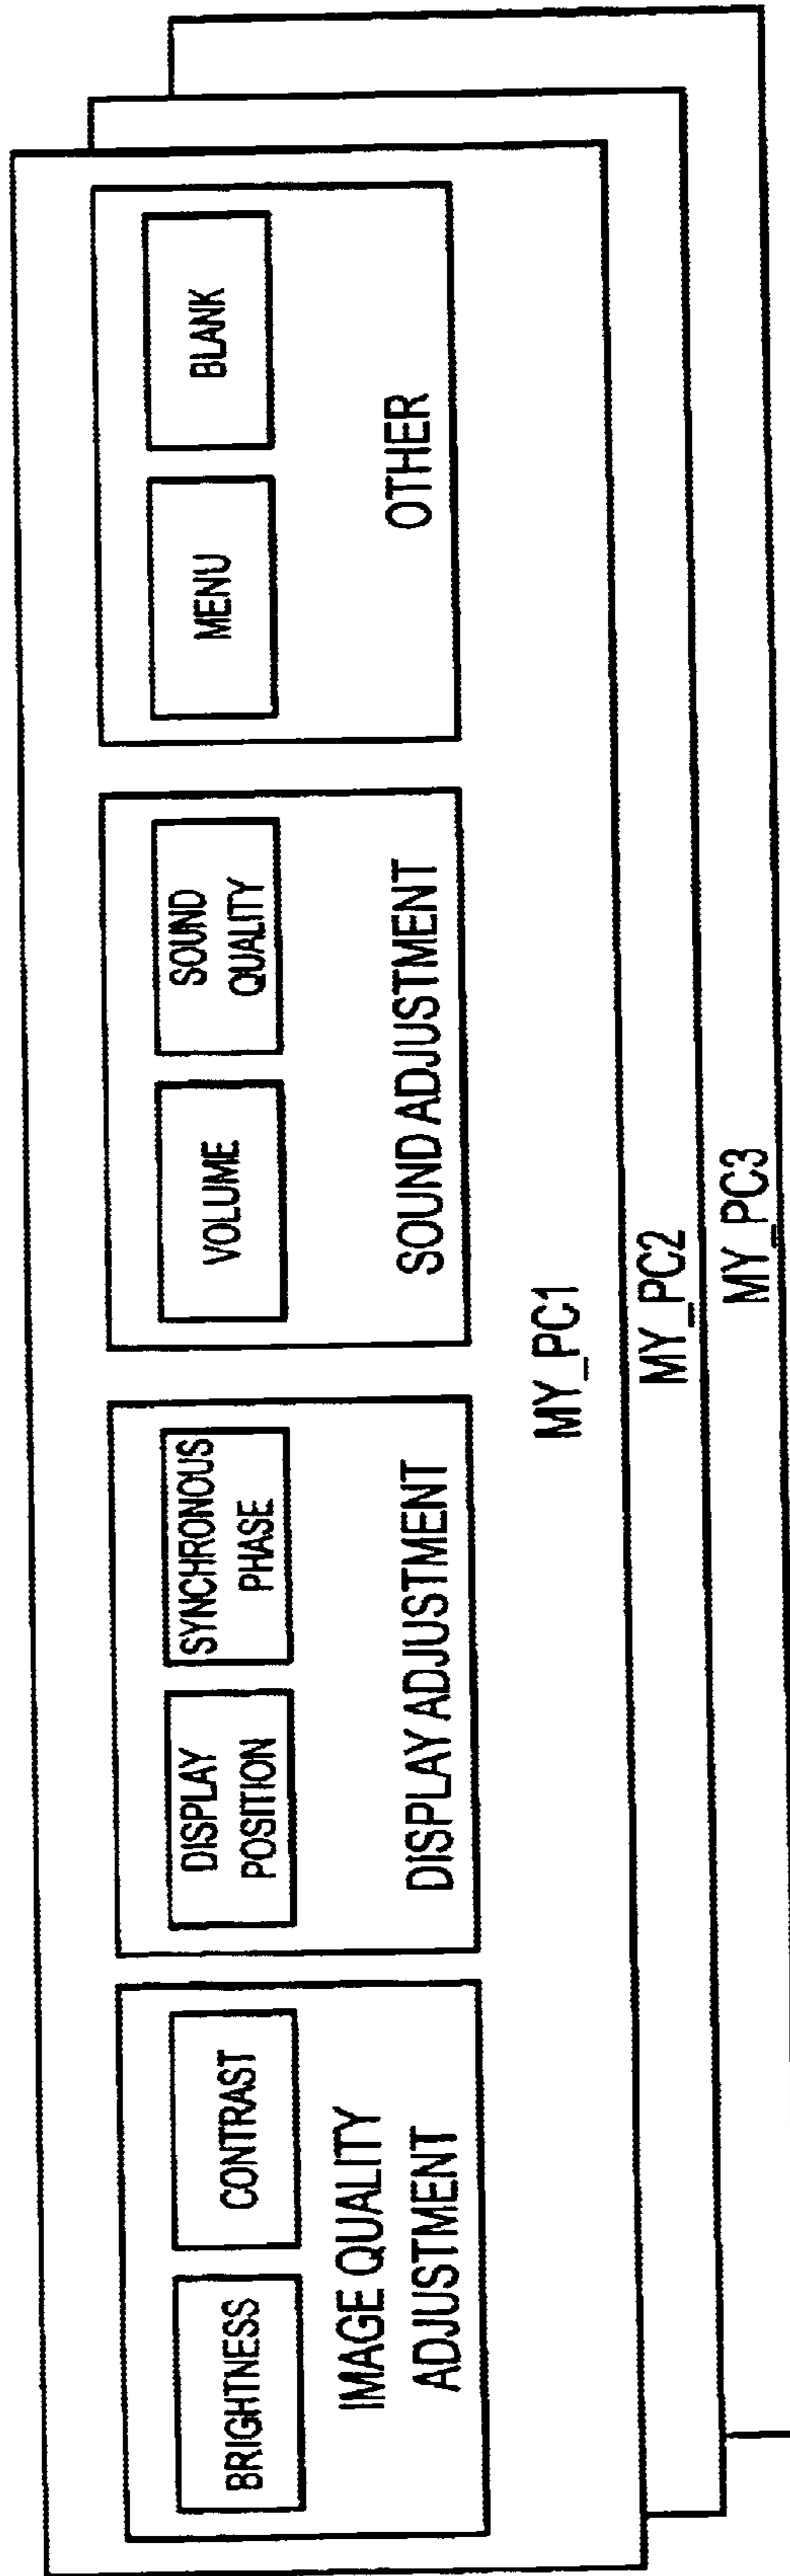 BRIGHTNESS
CONTRAST
IMAGE QUALITY
ADJUSTMENT
DISPLAY
POSITION
SYNCHRONOUS
PHASE
DISPLAY ADJUSTMENT
VOLUME
SOUND
QUALITY
SOUND ADJUSTMENT
MENU
BLANK
OTHER
MY_PC1
MY_PC2
MY_PC3